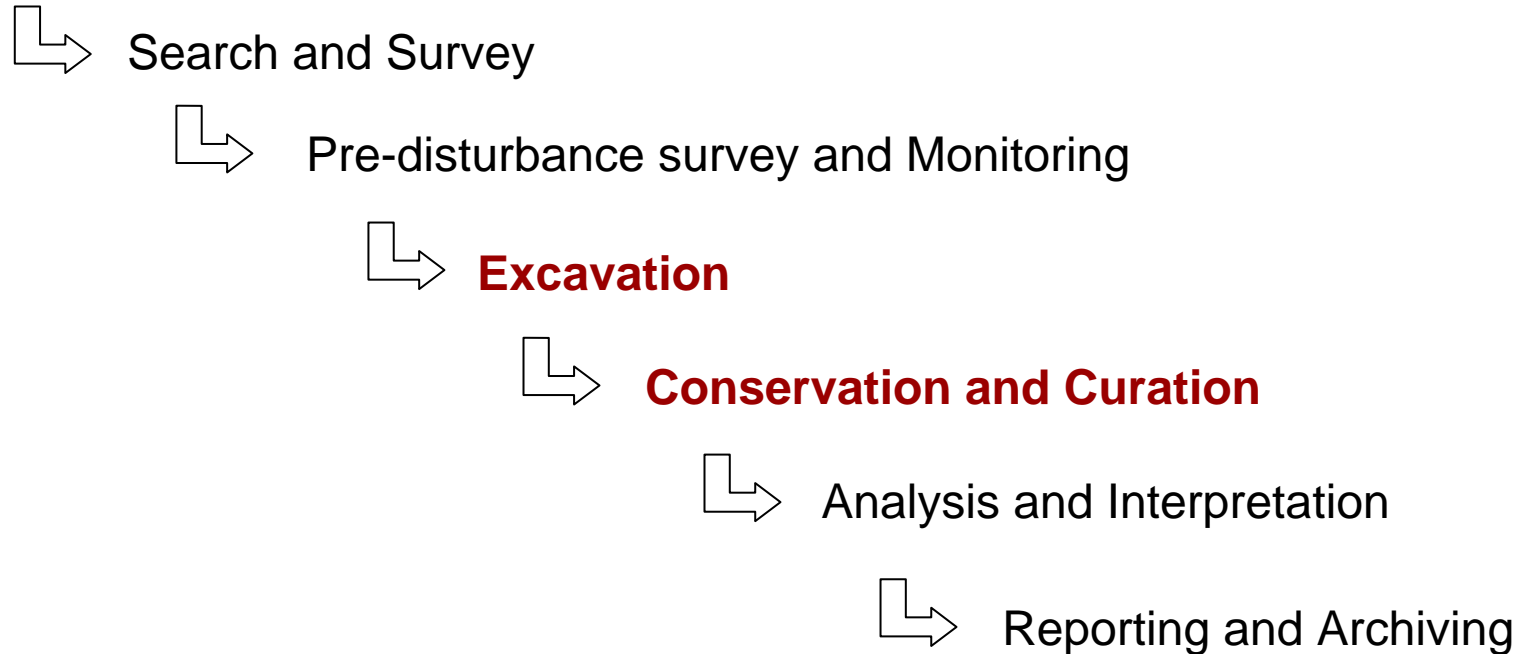 Search and Survey
Pre-disturbance survey and Monitoring
Excavation
Conservation and Curation
Analysis and Interpretation
Reporting and Archiving